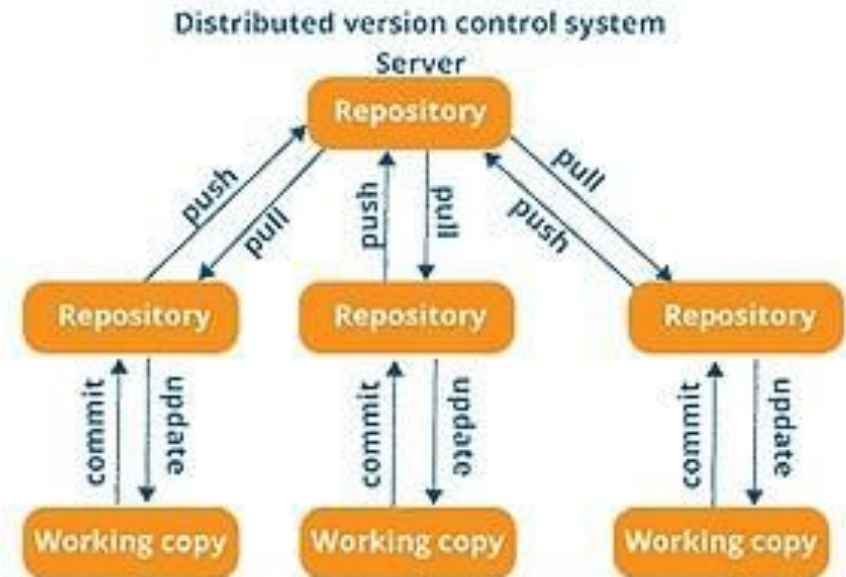 Distributed version control system
Server
Repository
push
pull
push
pull
pull
push
Repository
Repository
Repository
commit
update
commit
update
commit
update
Working copy
Working copy
Working copy